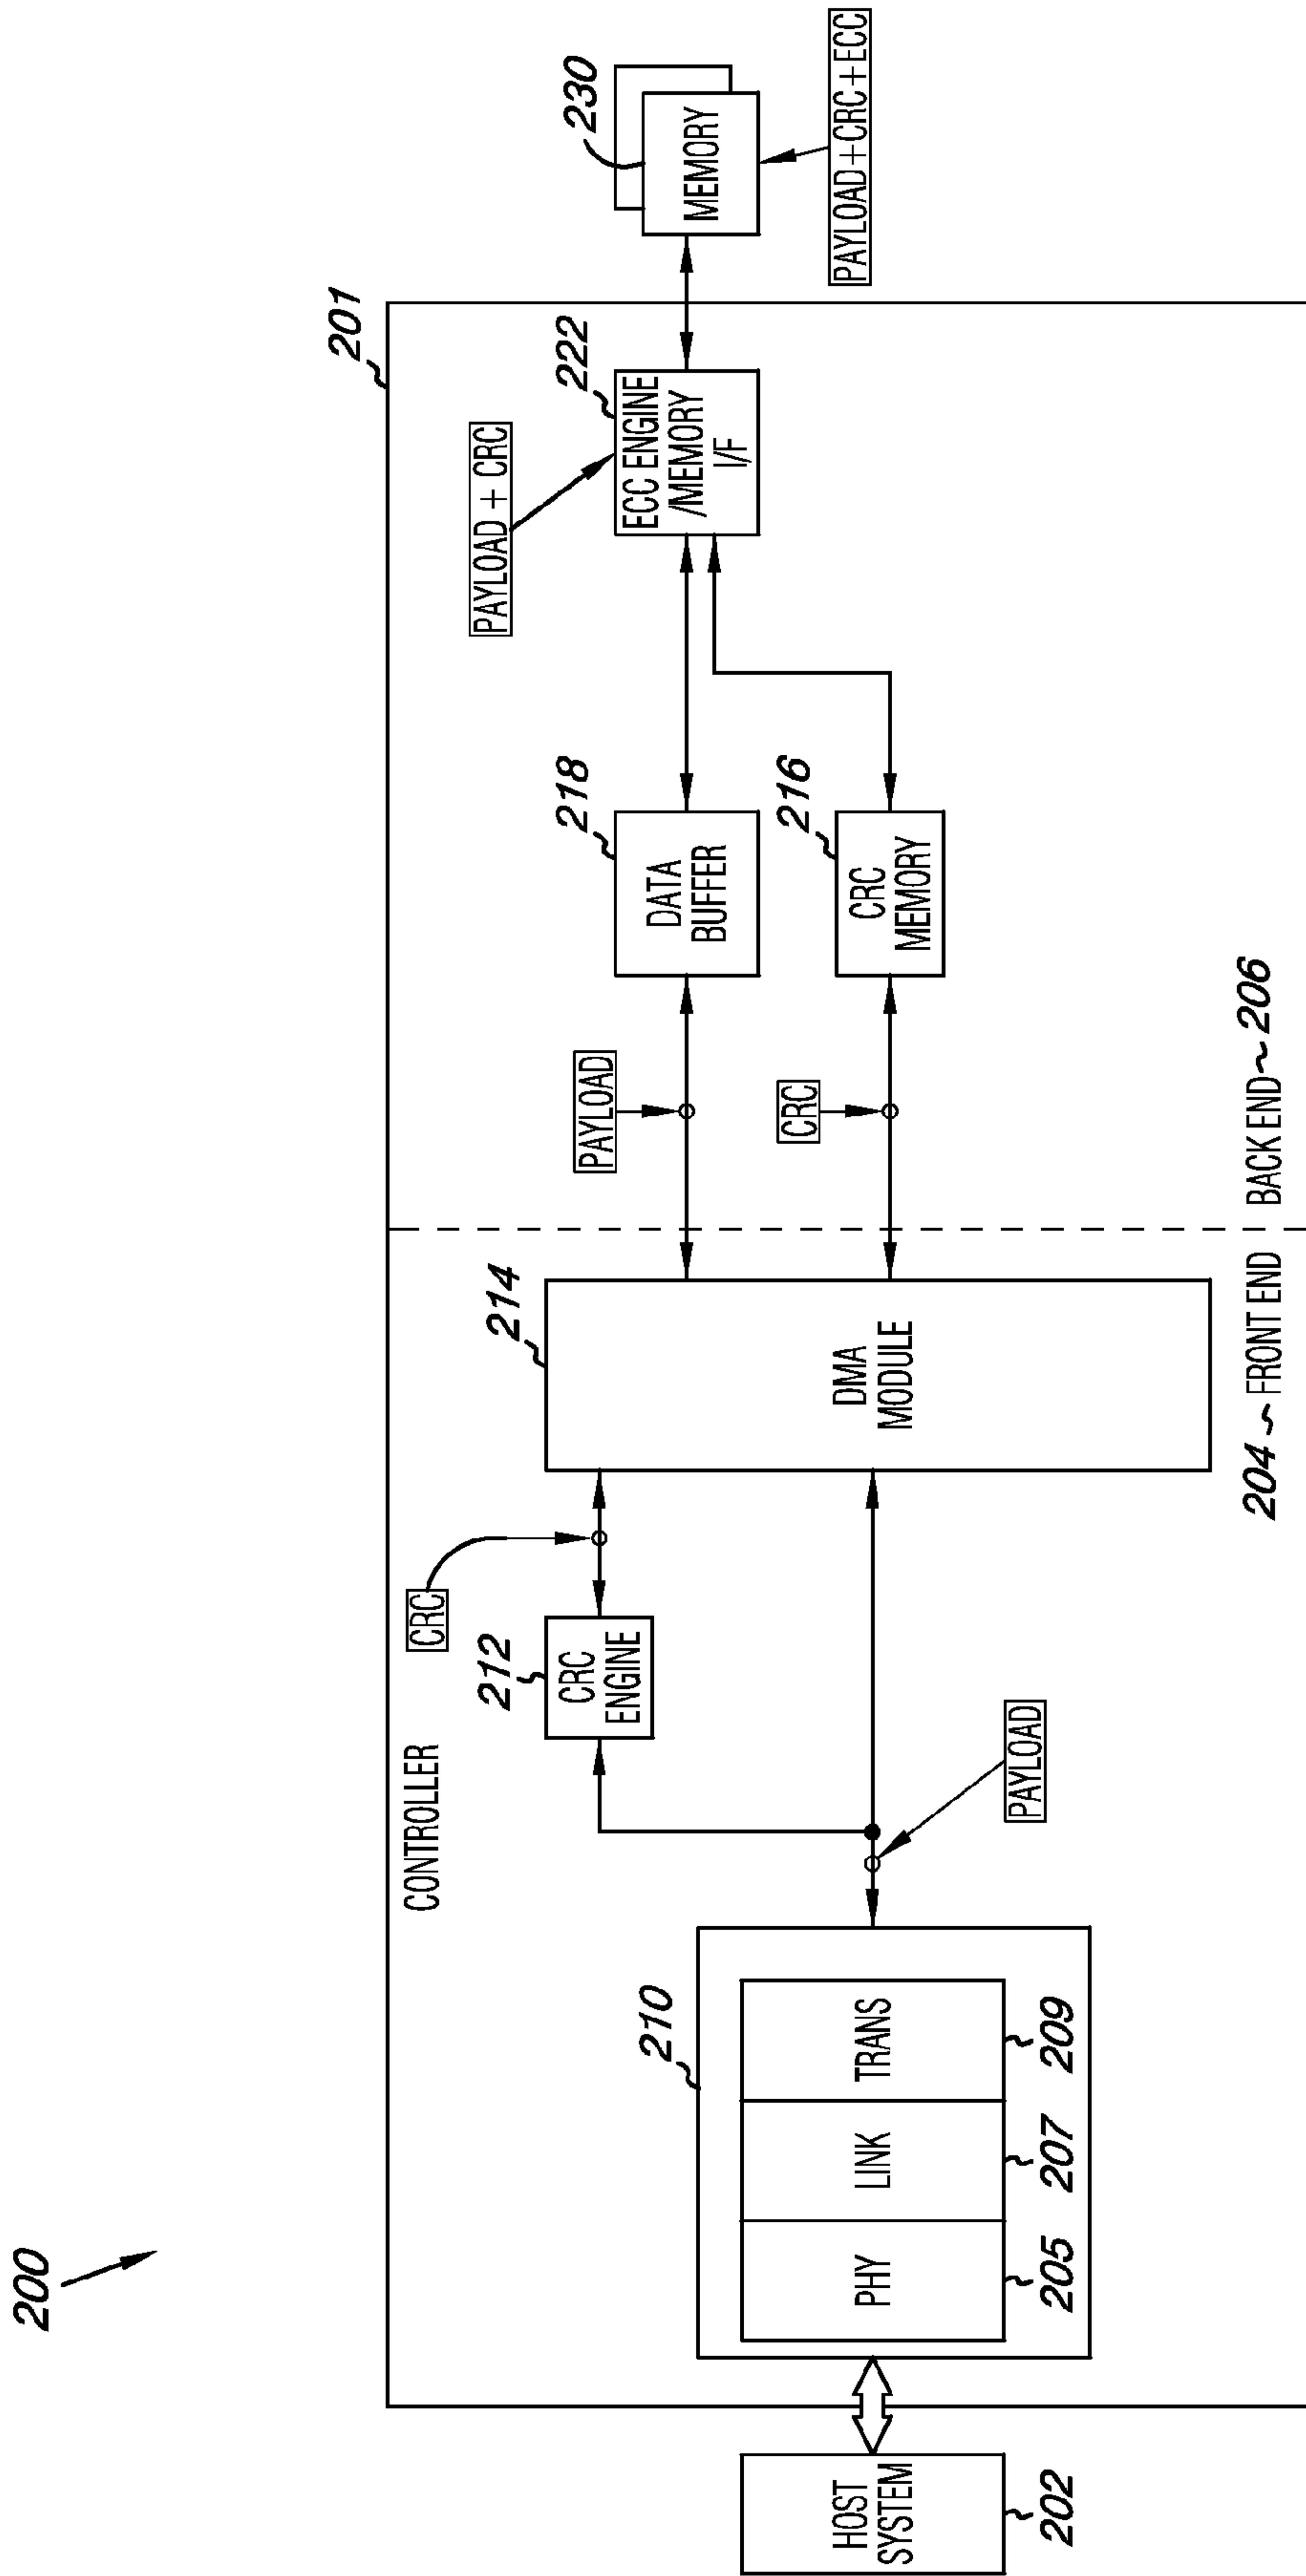 200
201
CONTROLLER
HOST
SYSTEM
202
210
PHY
LINK
TRANS
205
207
209
PAYLOAD
212
CRC
ENGINE
CRC
214
DMA
MODULE
204
FRONT END
BACK END
206
PAYLOAD
CRC
218
DATA
BUFFER
216
CRC
MEMORY
PAYLOAD + CRC
222
ECC ENGINE
/MEMORY
I/F
230
MEMORY
PAYLOAD+CRC+ECC